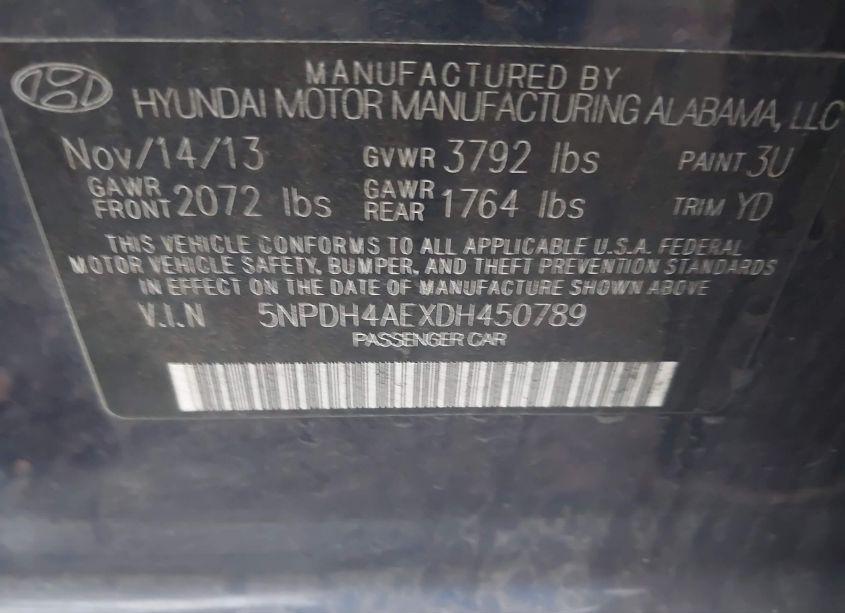 MANUFACTURED BY
HYUNDAI MOTOR MANUFACTURING ALABAMA, LLC
Nov/14/13 GVWR 3792 lbs PAINT 3U
GAWR FRONT 2072 lbs GAWR REAR 1764 lbs TRIM YD
THIS VEHICLE CONFORMS TO ALL APPLICABLE U.S.A. FEDERAL
MOTOR VEHICLE SAFETY, BUMPER, AND THEFT PREVENTION STANDARDS
IN EFFECT ON THE DATE OF MANUFACTURE SHOWN ABOVE
V.I.N 5NPDH4AEXDH450789
PASSENGER CAR